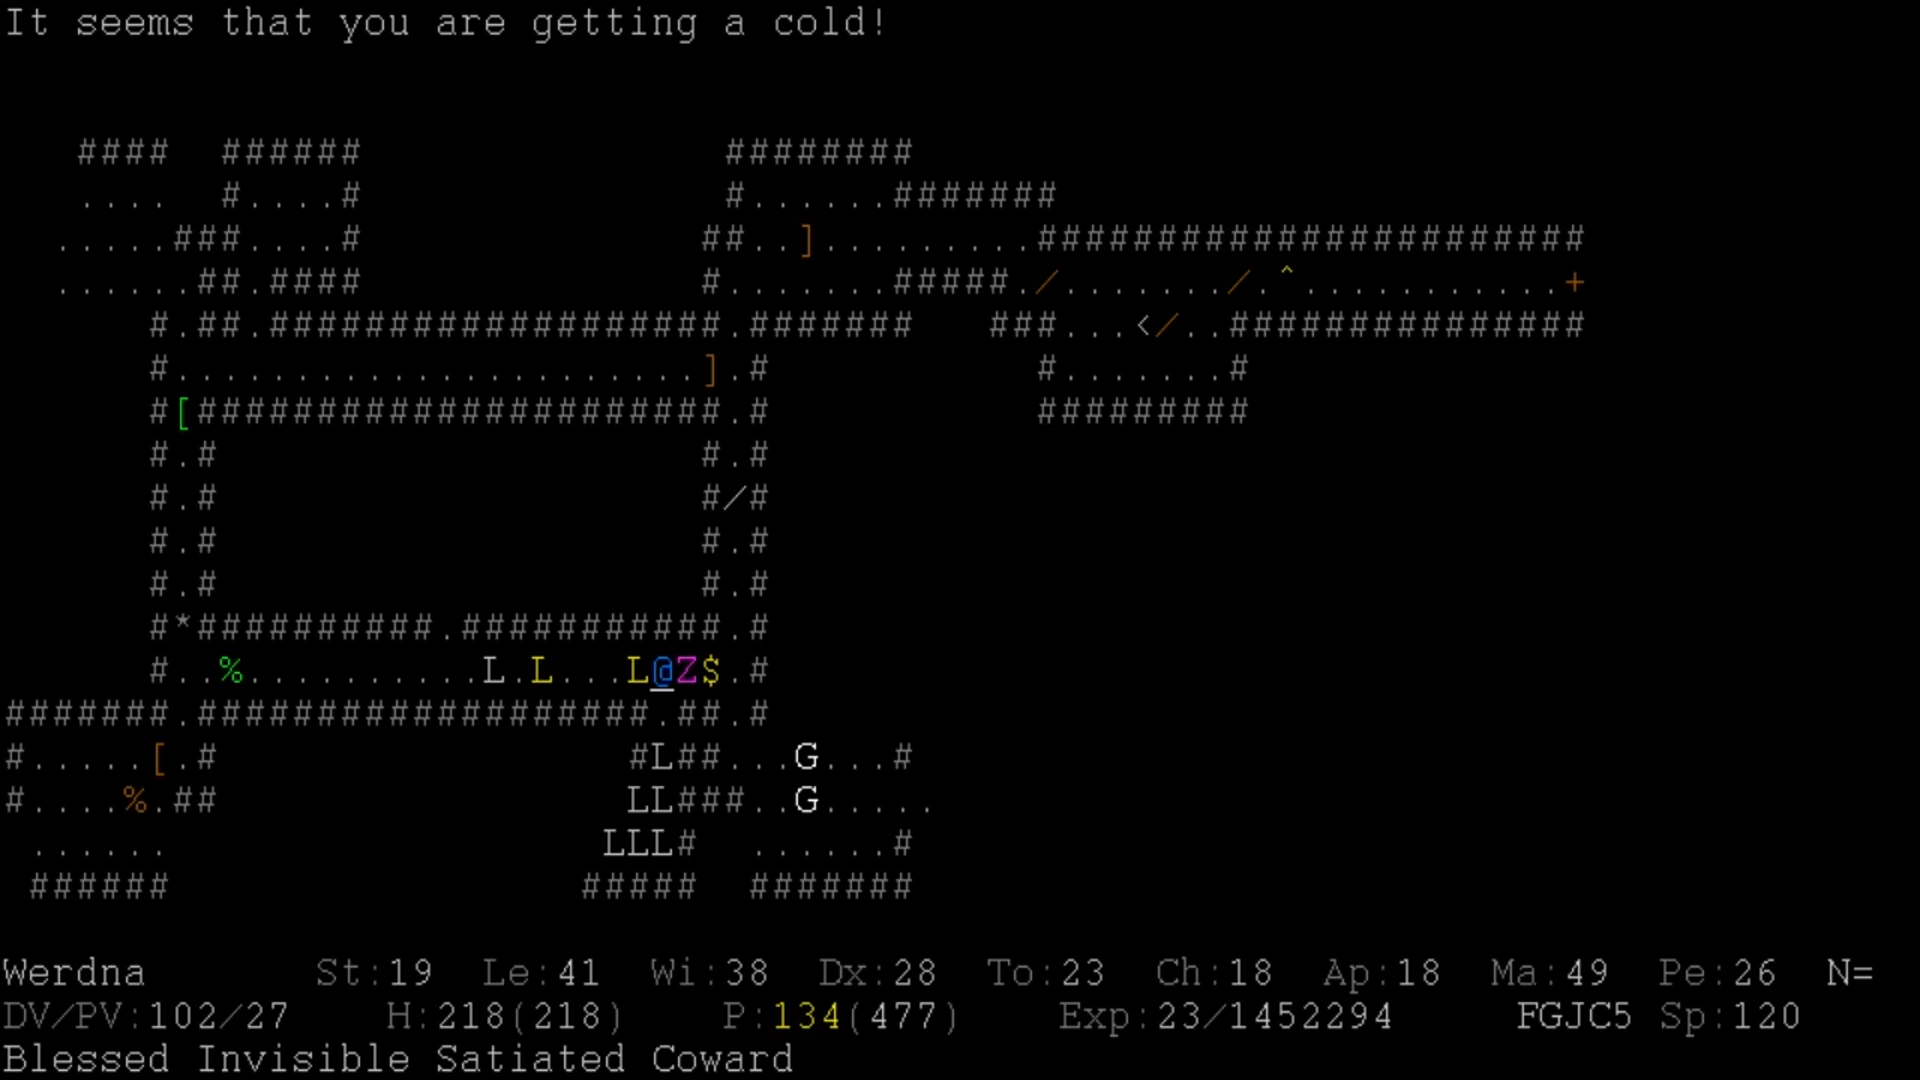 It seems that you are getting a cold!
####  ######               ########
....  #....#               #......#######
.....###....#              ##..].........#######################
......##.####              #.......#####./......./.^...........+
#.##.###################.#######   ###...</..###############
#......................].#           #.......#
#[######################.#           #########
#.#                    #.#
#.#                    #/#
#.#                    #.#
#.#                    #.#
#*##########.###########.#
#..%..........L.L...L@Z$.#
#######.###################.##.#
#.....[.#                 #L##...G...#
#....%.##                 LL###..G.....
......                   LLL#  ......#
######                  #####  #######
Werdna St:19 Le:41 Wi:38 Dx:28 To:23 Ch:18 Ap:18 Ma:49 Pe:26 N=
DV/PV:102/27 H:218(218) P:134(477) Exp:23/1452294 FGJC5 Sp:120
Blessed Invisible Satiated Coward